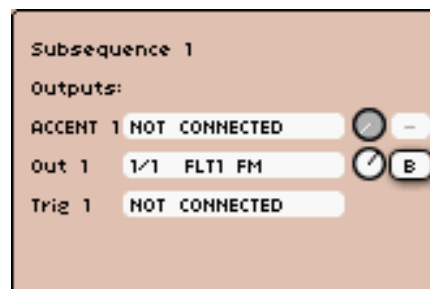 Subsequence 1
Outputs:
ACCENT 1 NOT CONNECTED -
Out 1 1/1 FLT1 FM B
Trig 1 NOT CONNECTED